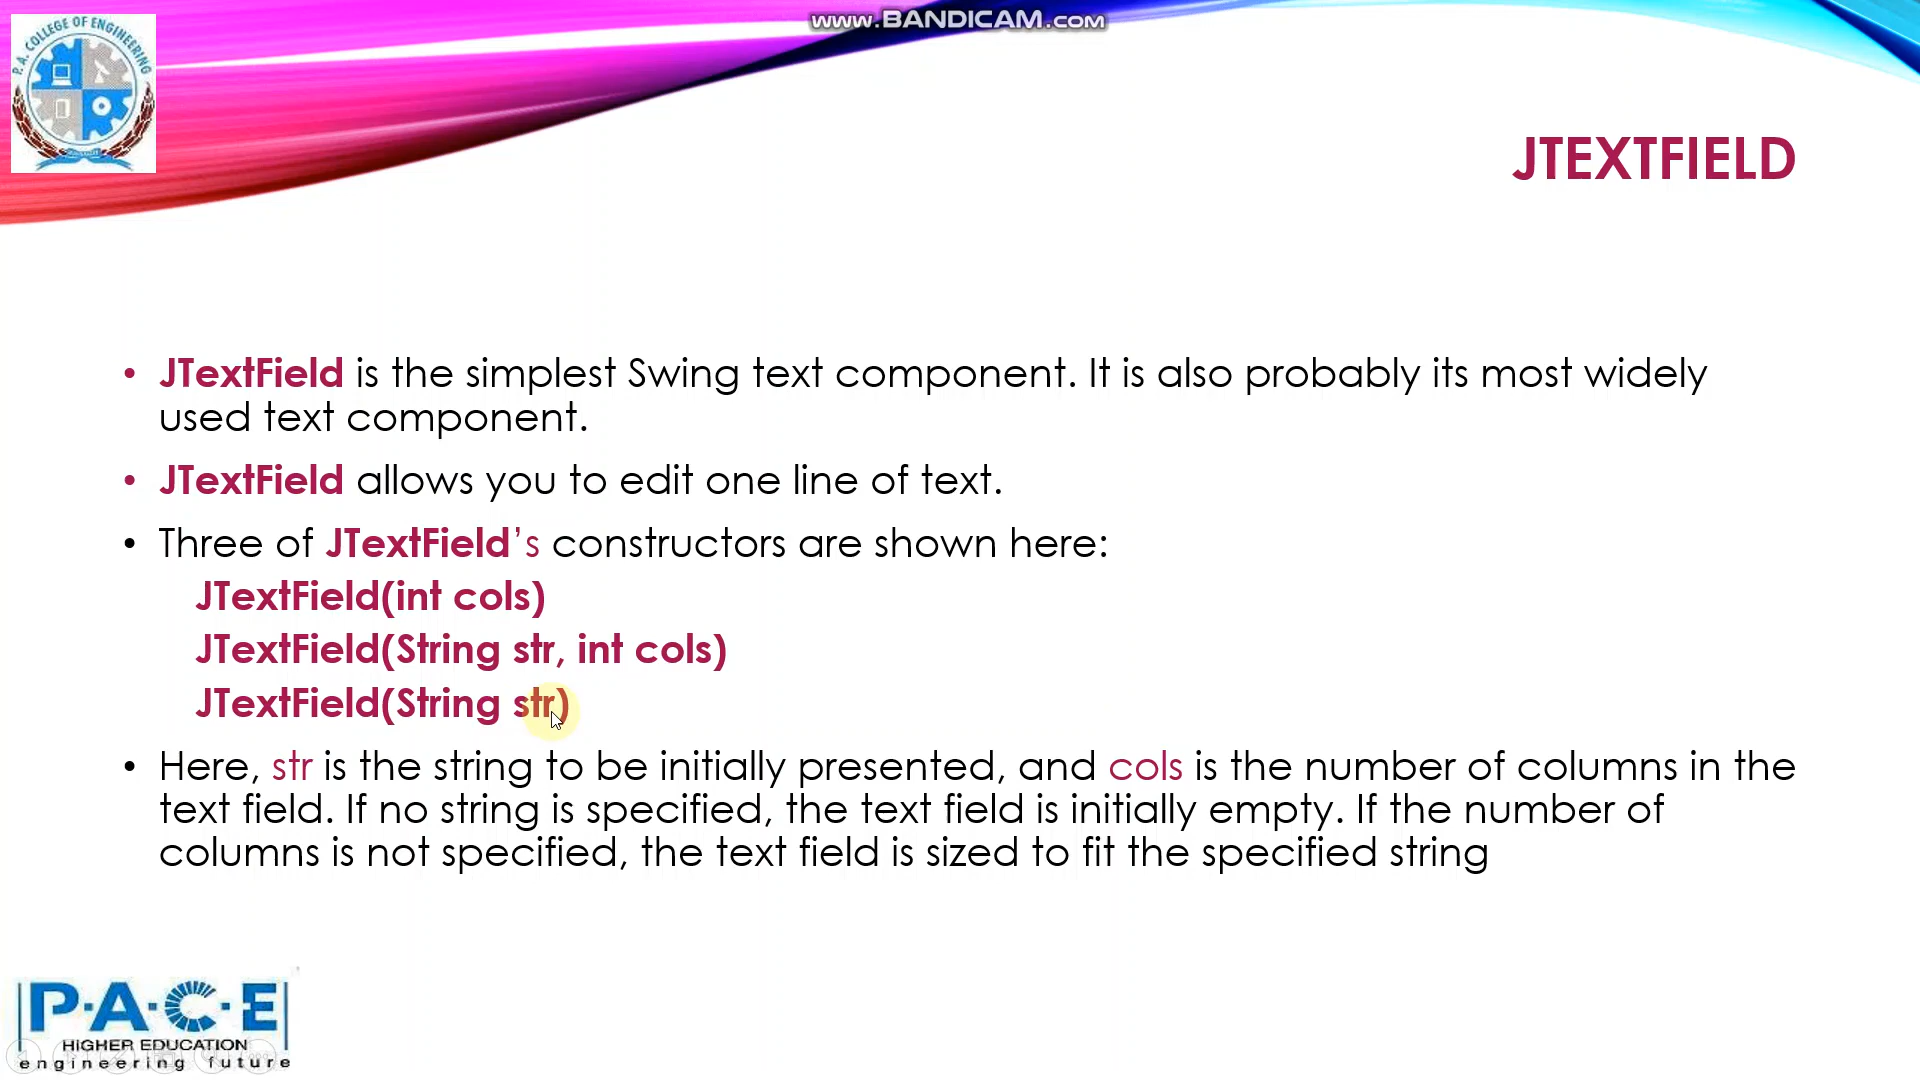 www.BANDICAM.com
P.A. COLLEGE OF ENGINEERING
JTEXTFIELD
• JTextField is the simplest Swing text component. It is also probably its most widely
used text component.
• JTextField allows you to edit one line of text.
• Three of JTextField’s constructors are shown here:
JTextField(int cols)
JTextField(String str, int cols)
JTextField(String str)
• Here, str is the string to be initially presented, and cols is the number of columns in the
text field. If no string is specified, the text field is initially empty. If the number of
columns is not specified, the text field is sized to fit the specified string
P·A·C·E
HIGHER EDUCATION
engineering future